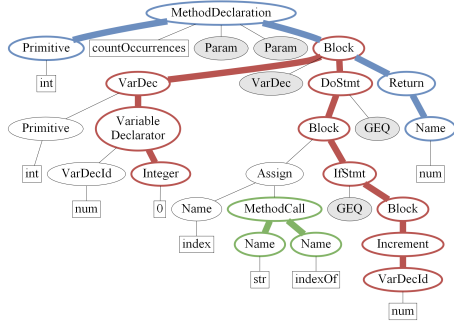 MethodDeclaration
Primitive countOccurrences Param Param Block
int VarDec VarDec DoStmt Return
Primitive Variable Declarator Block GEQ Name
int VarDecId Integer Assign IfStmt num
num 0 Name MethodCall GEQ Block
index Name Name Increment
str indexOf VarDecId
num